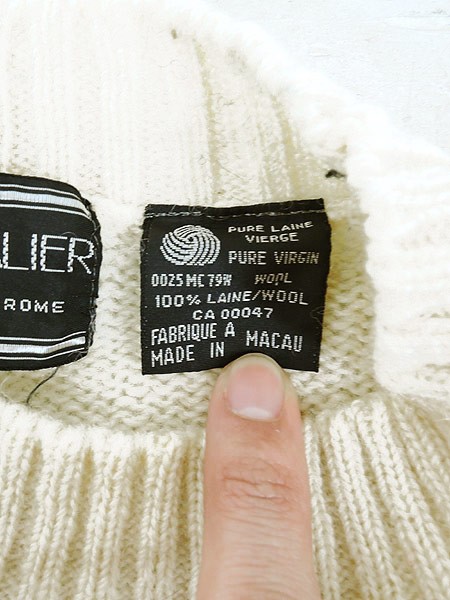 ALIER
ROME
PURE LAINE
VIERGE
PURE VIRGIN
WOOL
0025 MC 79W
100% LAINE/WOOL
CA 00047
FABRIQUE A
MADE IN MACAU